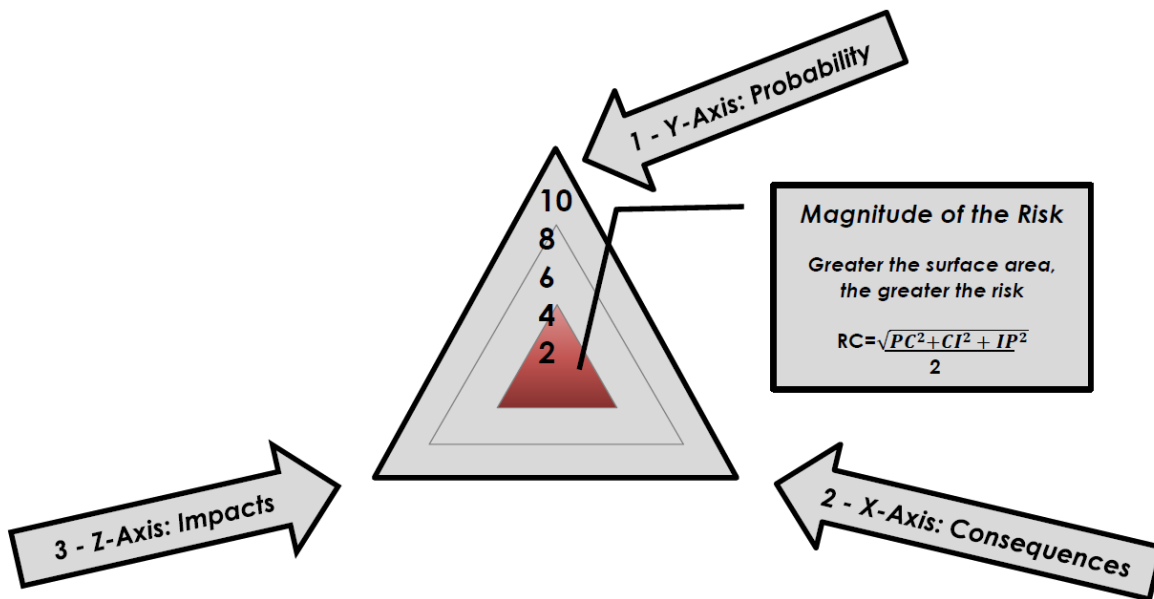 1 - Y-Axis: Probability
10
8
6
4
2
Magnitude of the Risk
Greater the surface area,
the greater the risk
RC=√PC²+CI² + IP²
2
3 - Z-Axis: Impacts
2 - X-Axis: Consequences